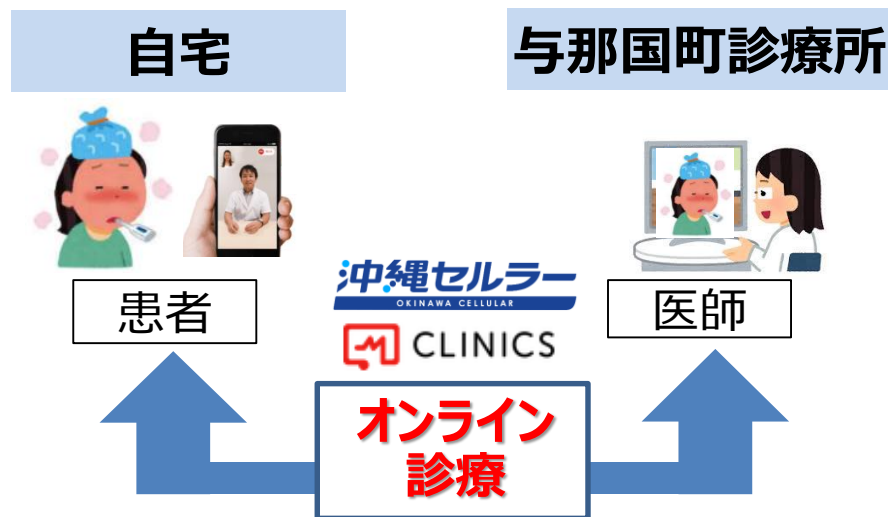 自宅
与那国町診療所
沖縄セルラー
OKINAWA CELLULAR
患者
医師
CLINICS
オンライン
診療